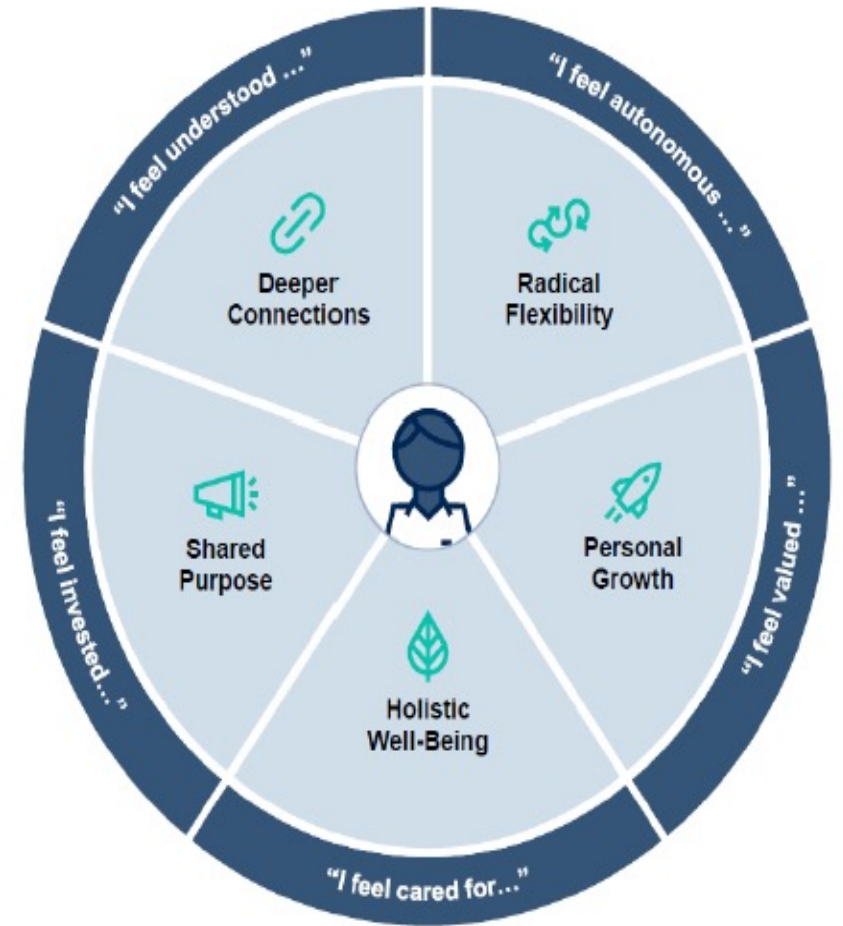 “I feel understood ...”
“I feel autonomous ...”
Deeper
Connections
Radical
Flexibility
Shared
Purpose
Personal
Growth
“I feel invested...”
“I feel valued ...”
Holistic
Well-Being
“I feel cared for...”